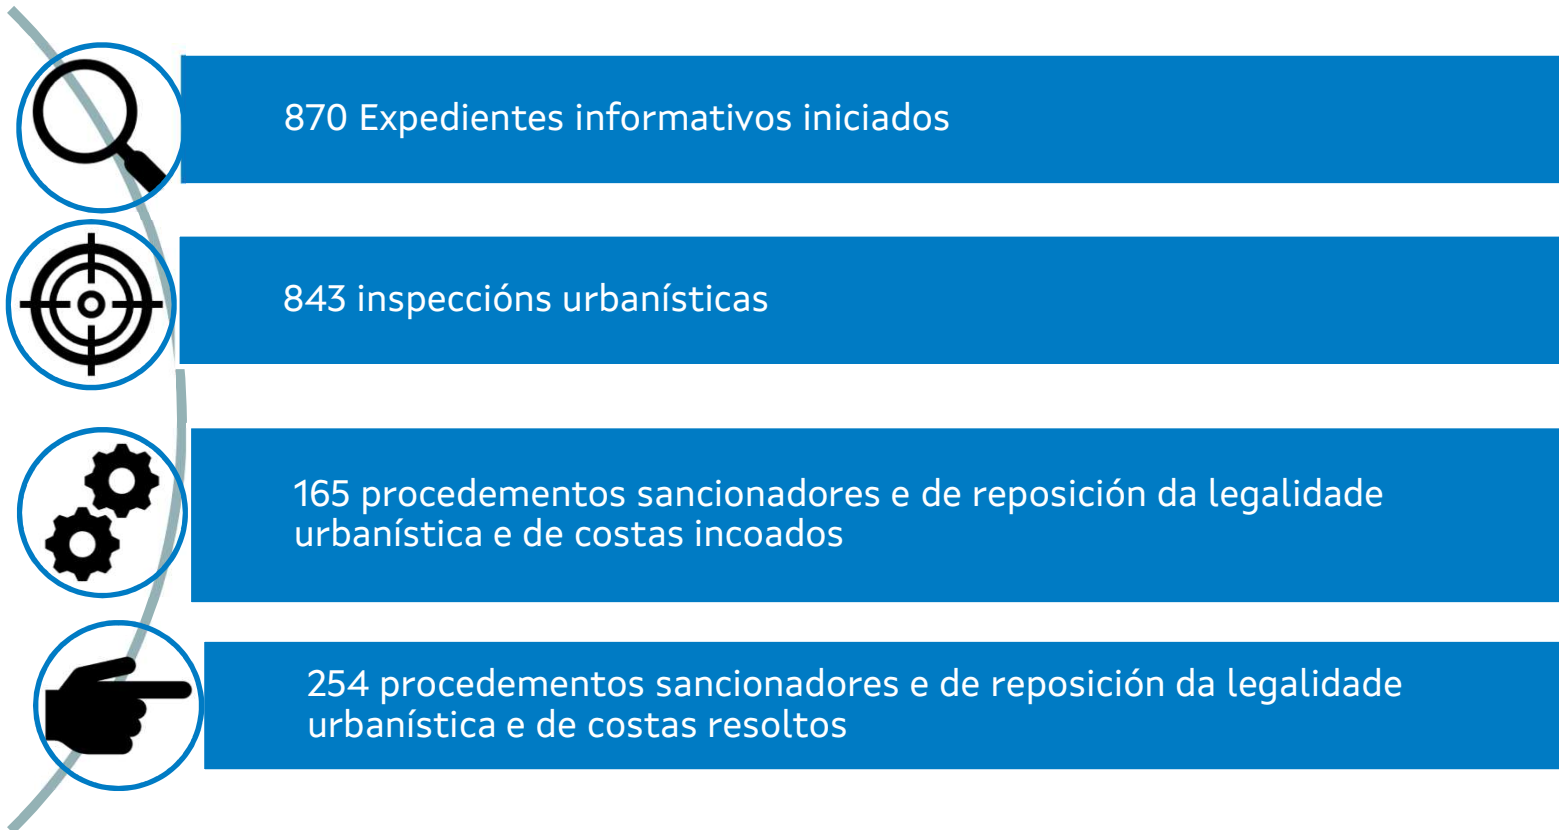 870 Expedientes informativos iniciados
843 inspeccións urbanísticas
165 procedementos sancionadores e de reposición da legalidade
urbanística e de costas incoados
254 procedementos sancionadores e de reposición da legalidade
urbanística e de costas resoltos